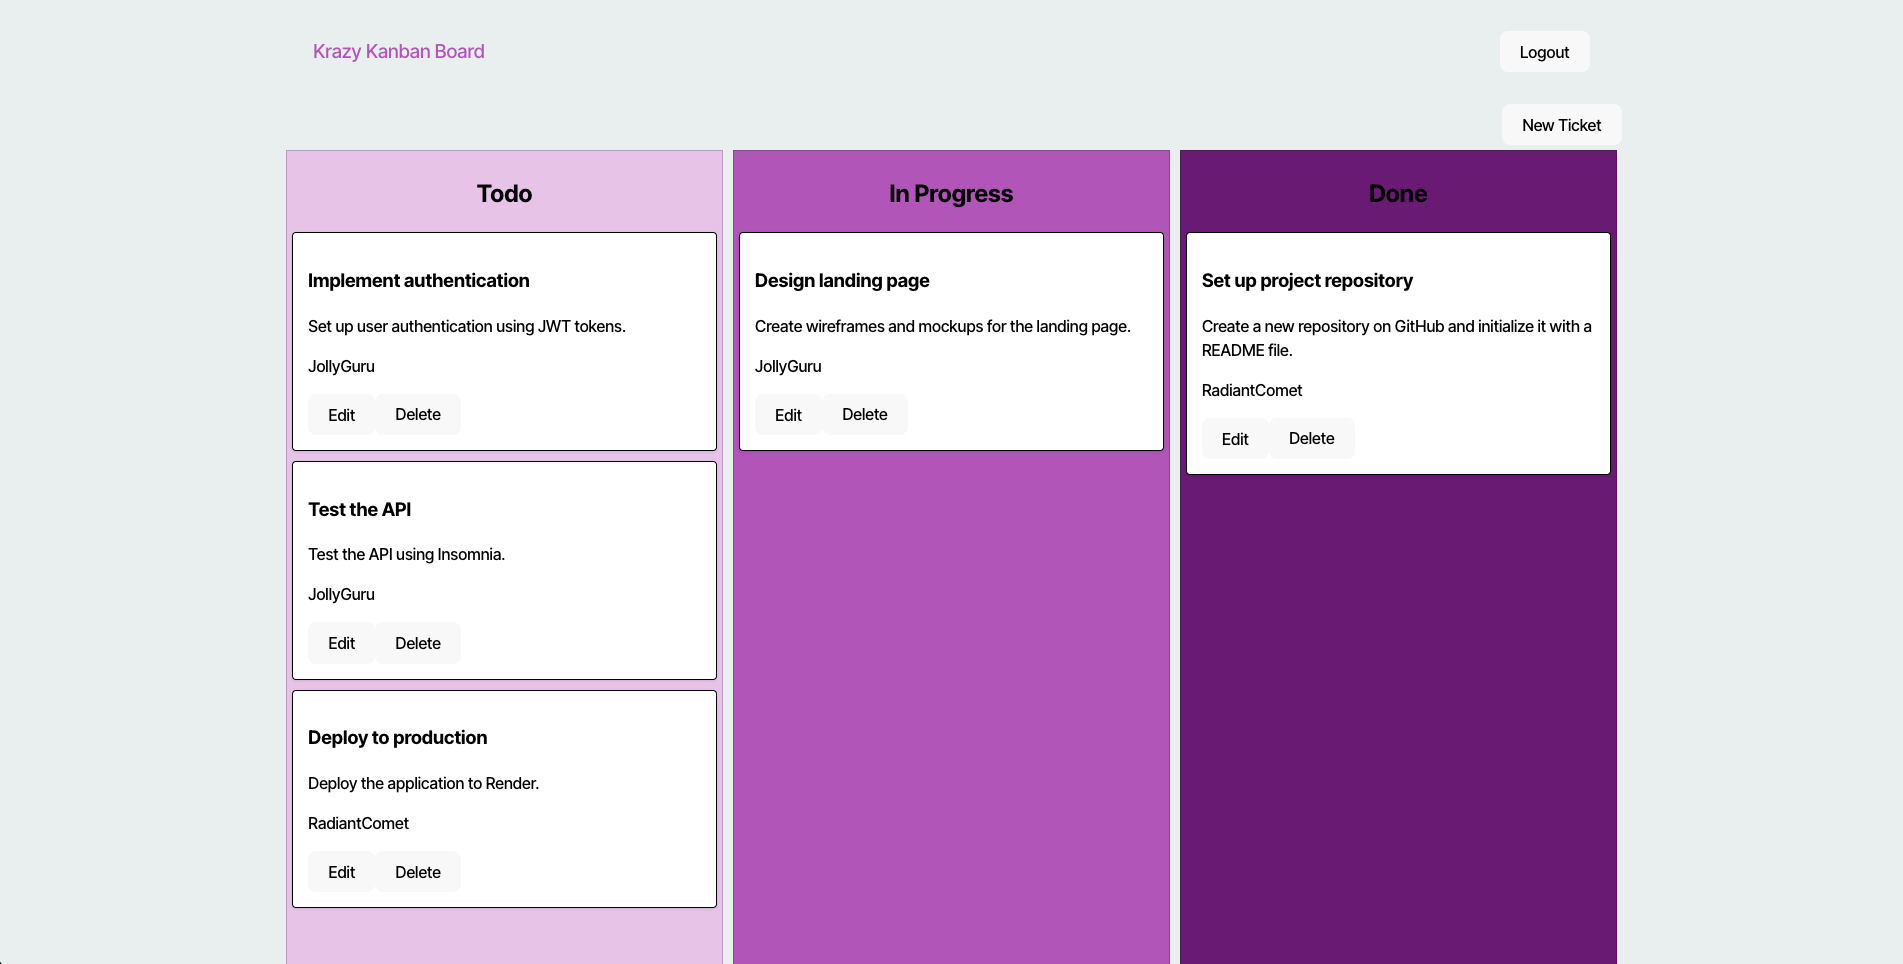 Krazy Kanban Board
Logout
New Ticket
Todo
Implement authentication
Set up user authentication using JWT tokens.
JollyGuru
Edit
Delete
Test the API
Test the API using Insomnia.
JollyGuru
Edit
Delete
Deploy to production
Deploy the application to Render.
RadiantComet
Edit
Delete
In Progress
Design landing page
Create wireframes and mockups for the landing page.
JollyGuru
Edit
Delete
Done
Set up project repository
Create a new repository on GitHub and initialize it with a
README file.
RadiantComet
Edit
Delete